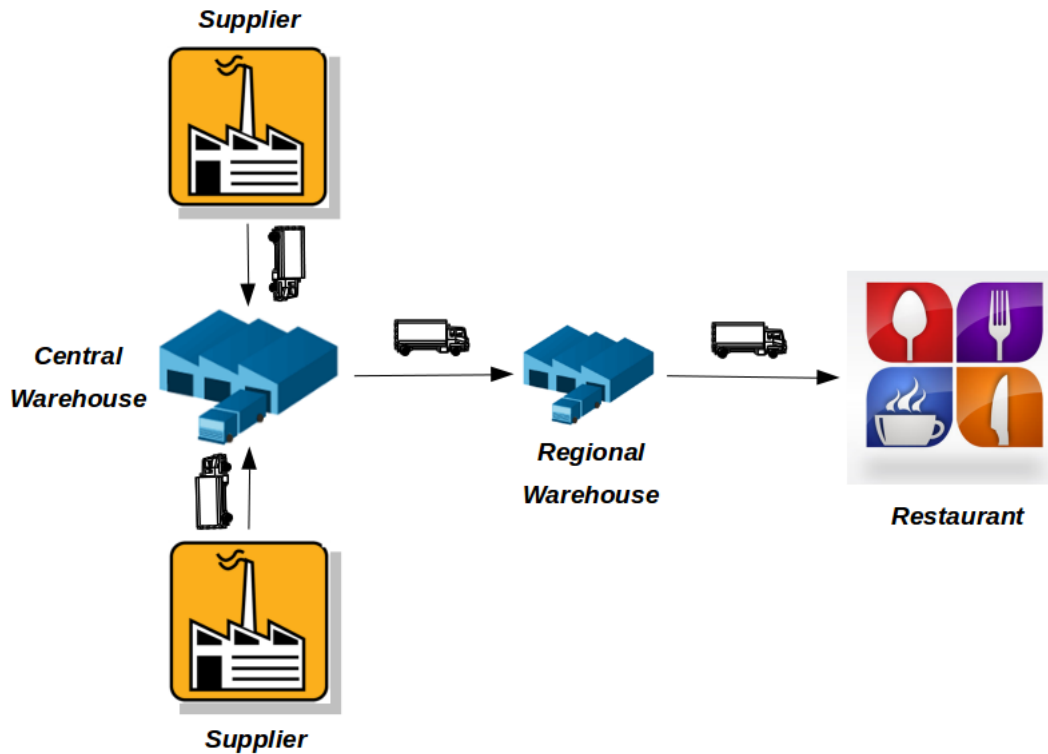 Supplier
Central
Warehouse
Regional
Warehouse
Restaurant
Supplier